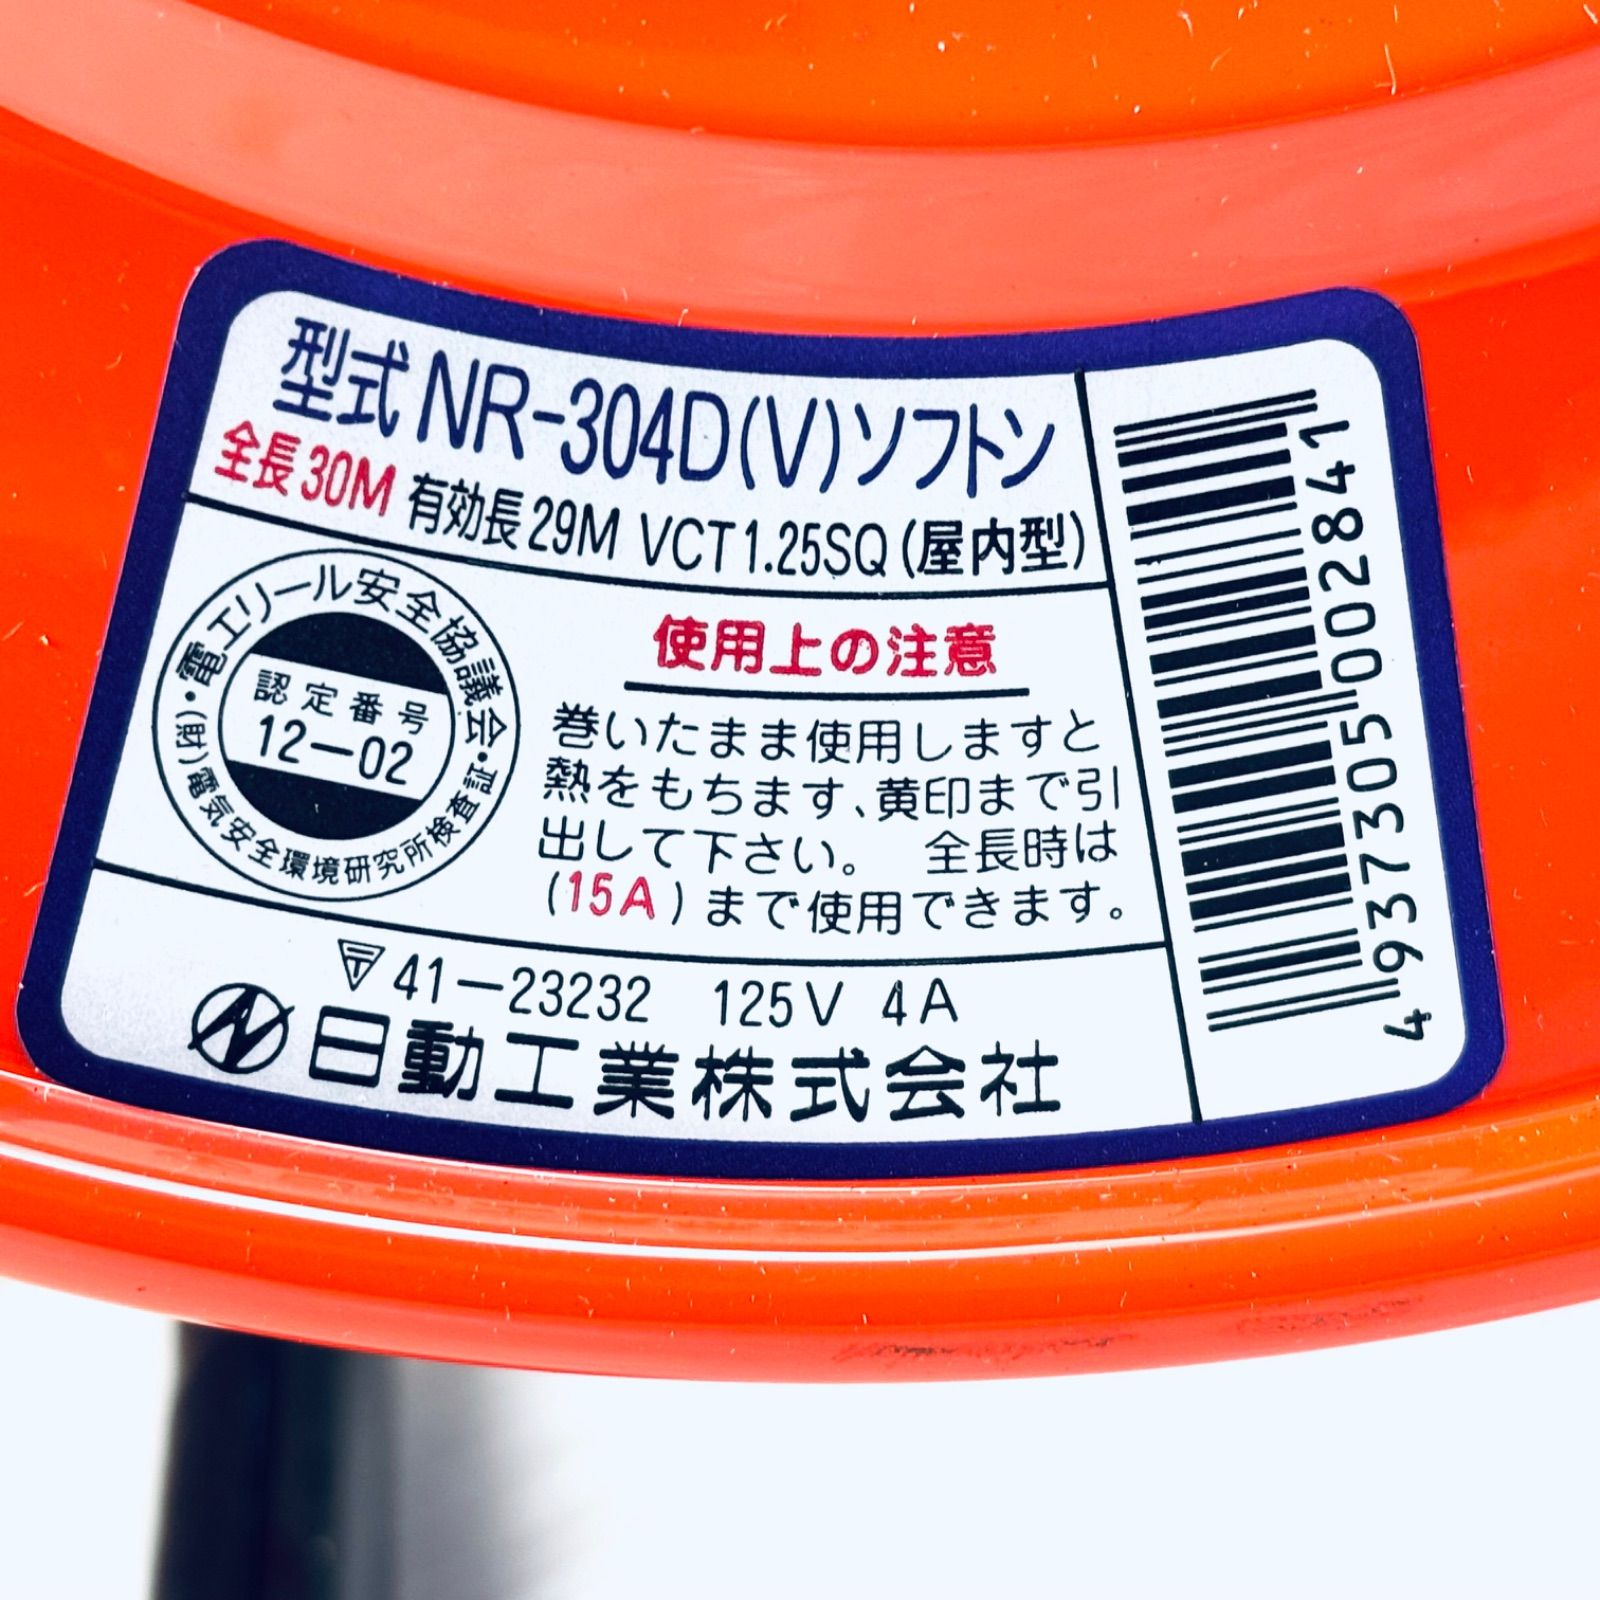 型式 NR-304D(V)ソフトン
全長30M 有効長29M VCT1.25SQ(屋内型)
・電工リール安全協議会・
認定番号
12-02
(財)電気安全環境研究所検査証
使用上の注意
巻いたまま使用しますと
熱をもちます、黄印まで引
出して下さい。 全長時は
(15A)まで使用できます。
〒 41-23232 125V 4A
N 日動工業株式会社
4937305002841